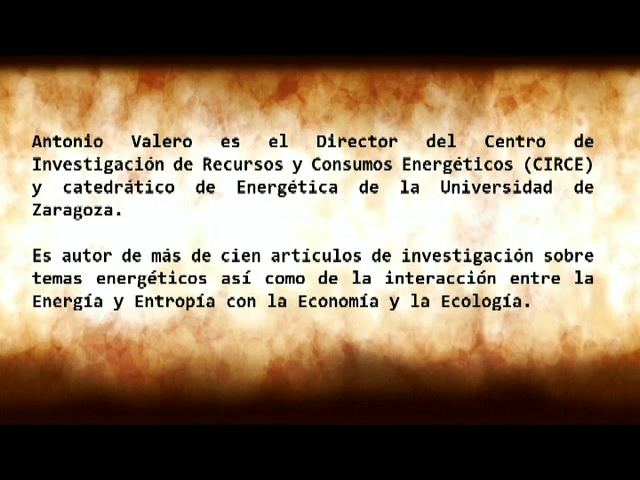 Antonio Valero es el Director del Centro de
Investigación de Recursos y Consumos Energéticos (CIRCE)
y catedrático de Energética de la Universidad de
Zaragoza.
Es autor de más de cien artículos de investigación sobre
temas energéticos así como de la interacción entre la
Energía y Entropía con la Economía y la Ecología.